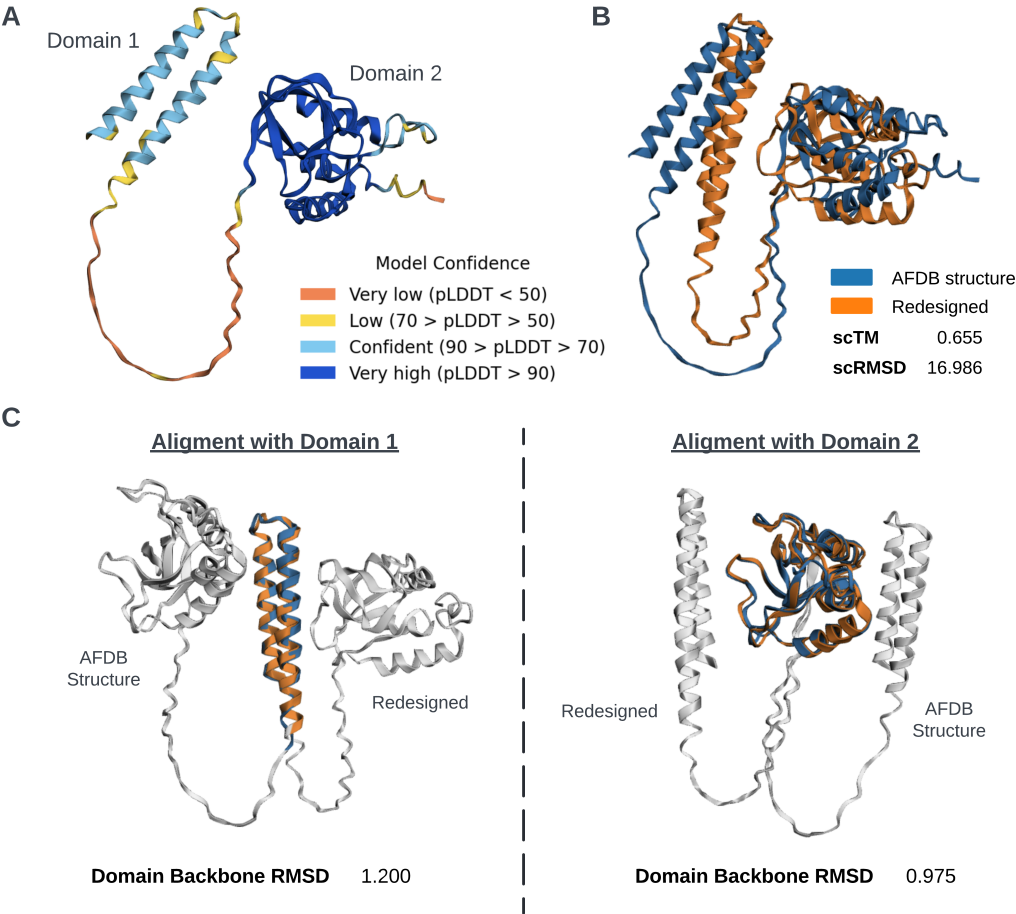 A
Domain 1
Domain 2
Model Confidence
Very low (pLDDT < 50)
Low (70 > pLDDT > 50)
Confident (90 > pLDDT > 70)
Very high (pLDDT > 90)
B
AFDB structure
Redesigned
scTM 0.655
scRMSD 16.986
C
Aligment with Domain 1
AFDB
Structure
Redesigned
Domain Backbone RMSD 1.200
Aligment with Domain 2
Redesigned
AFDB
Structure
Domain Backbone RMSD 0.975